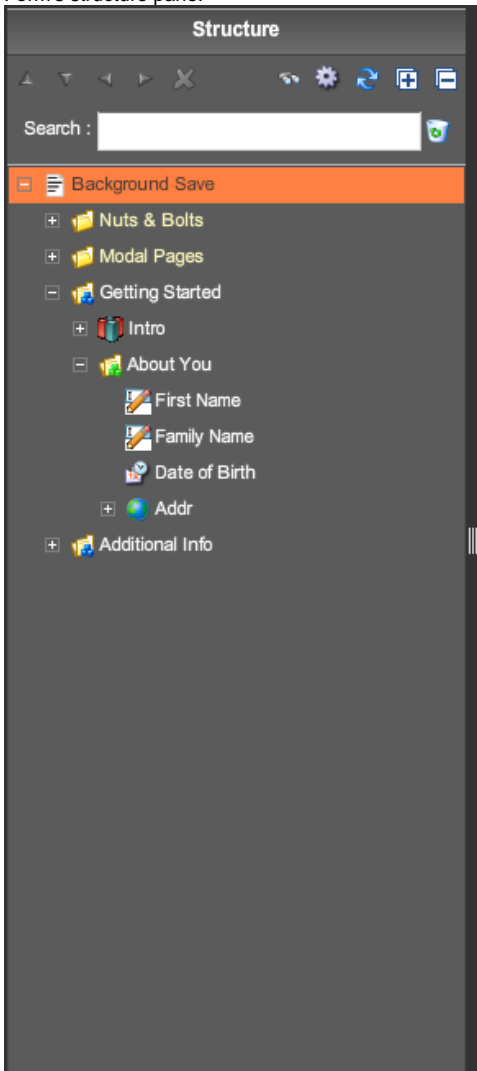 Structure
Search :
Background Save
Nuts & Bolts
Modal Pages
Getting Started
Intro
About You
First Name
Family Name
Date of Birth
Addr
Additional Info